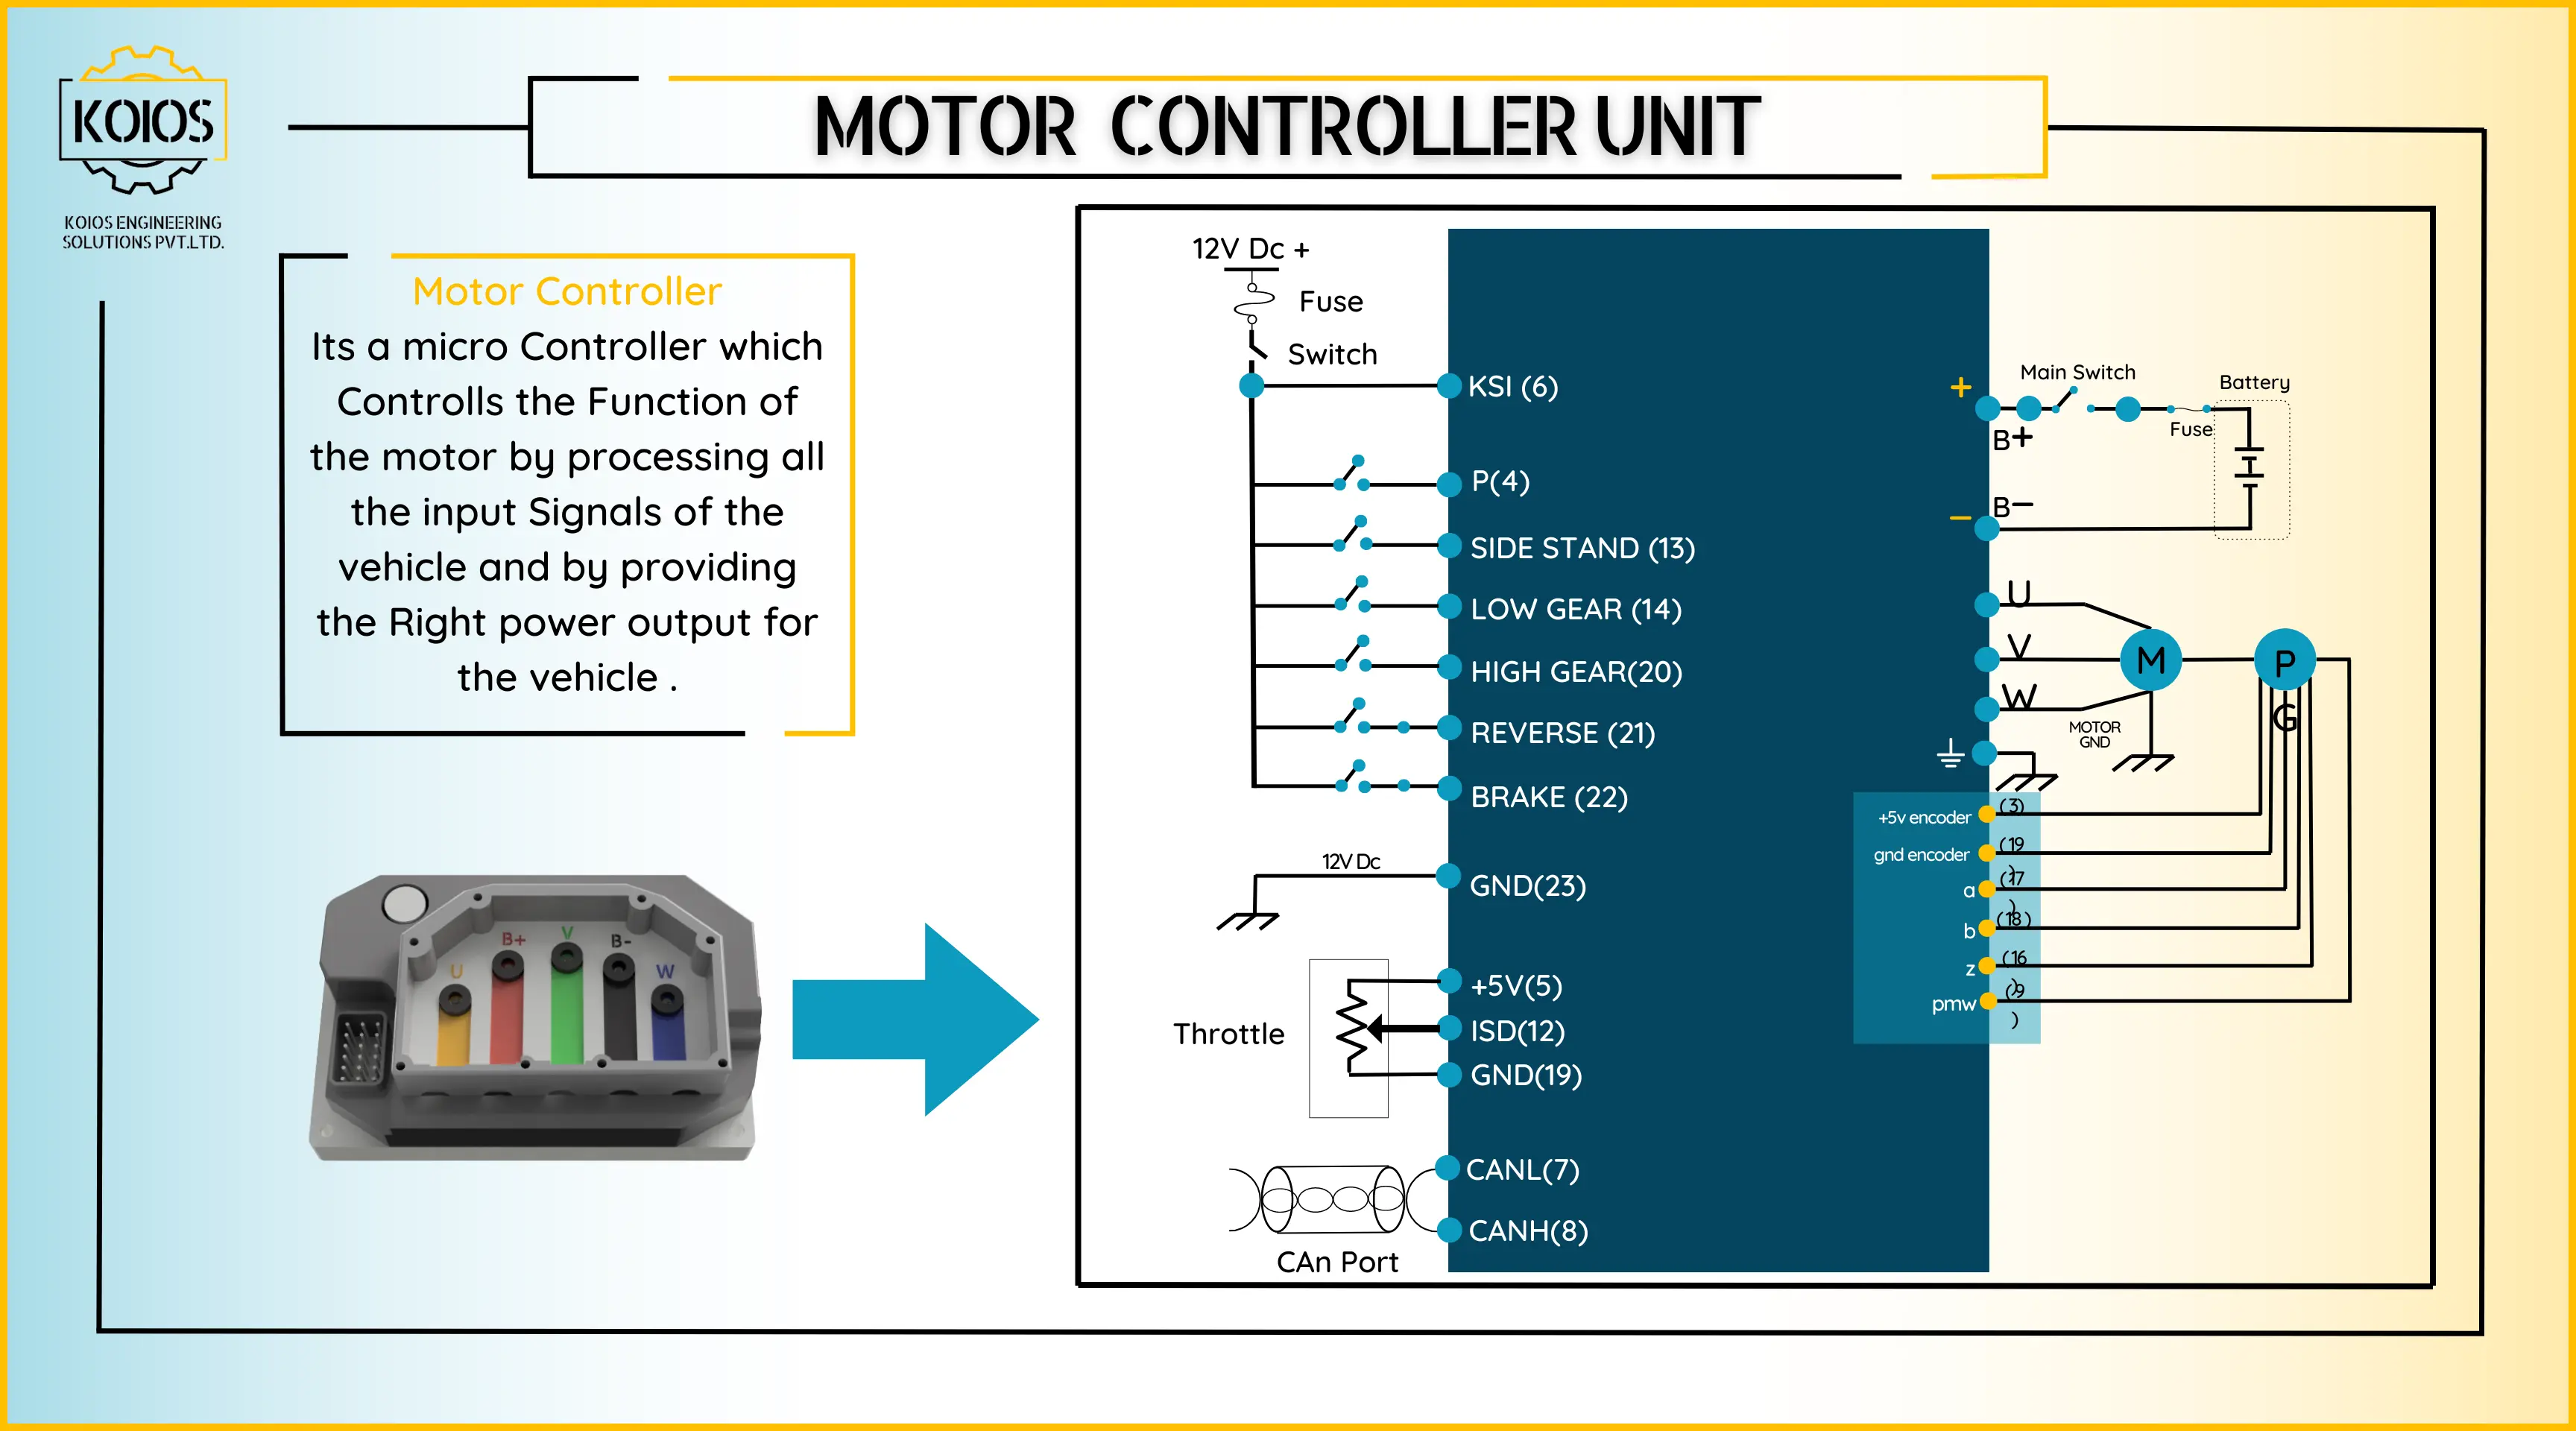 KOIOS
KOIOS ENGINEERING
SOLUTIONS PVT.LTD.
MOTOR CONTROLLER UNIT
Motor Controller
Its a micro Controller which
Controlls the Function of
the motor by processing all
the input Signals of the
vehicle and by providing
the Right power output for
the vehicle .
U
B+
V
B-
W
12V Dc +
Fuse
Switch
KSI (6)
P(4)
SIDE STAND (13)
LOW GEAR (14)
HIGH GEAR(20)
REVERSE (21)
BRAKE (22)
12V Dc
GND(23)
Throttle
+5V(5)
ISD(12)
GND(19)
CANL(7)
CANH(8)
CAn Port
+
Main Switch
Battery
B+
Fuse
B-
−
U
V
W
M
P
G
MOTOR
GND
+5v encoder
(3)
gnd encoder
(19
)
a
(17
)
b
(18)
z
(16
)
pmw
(9
)